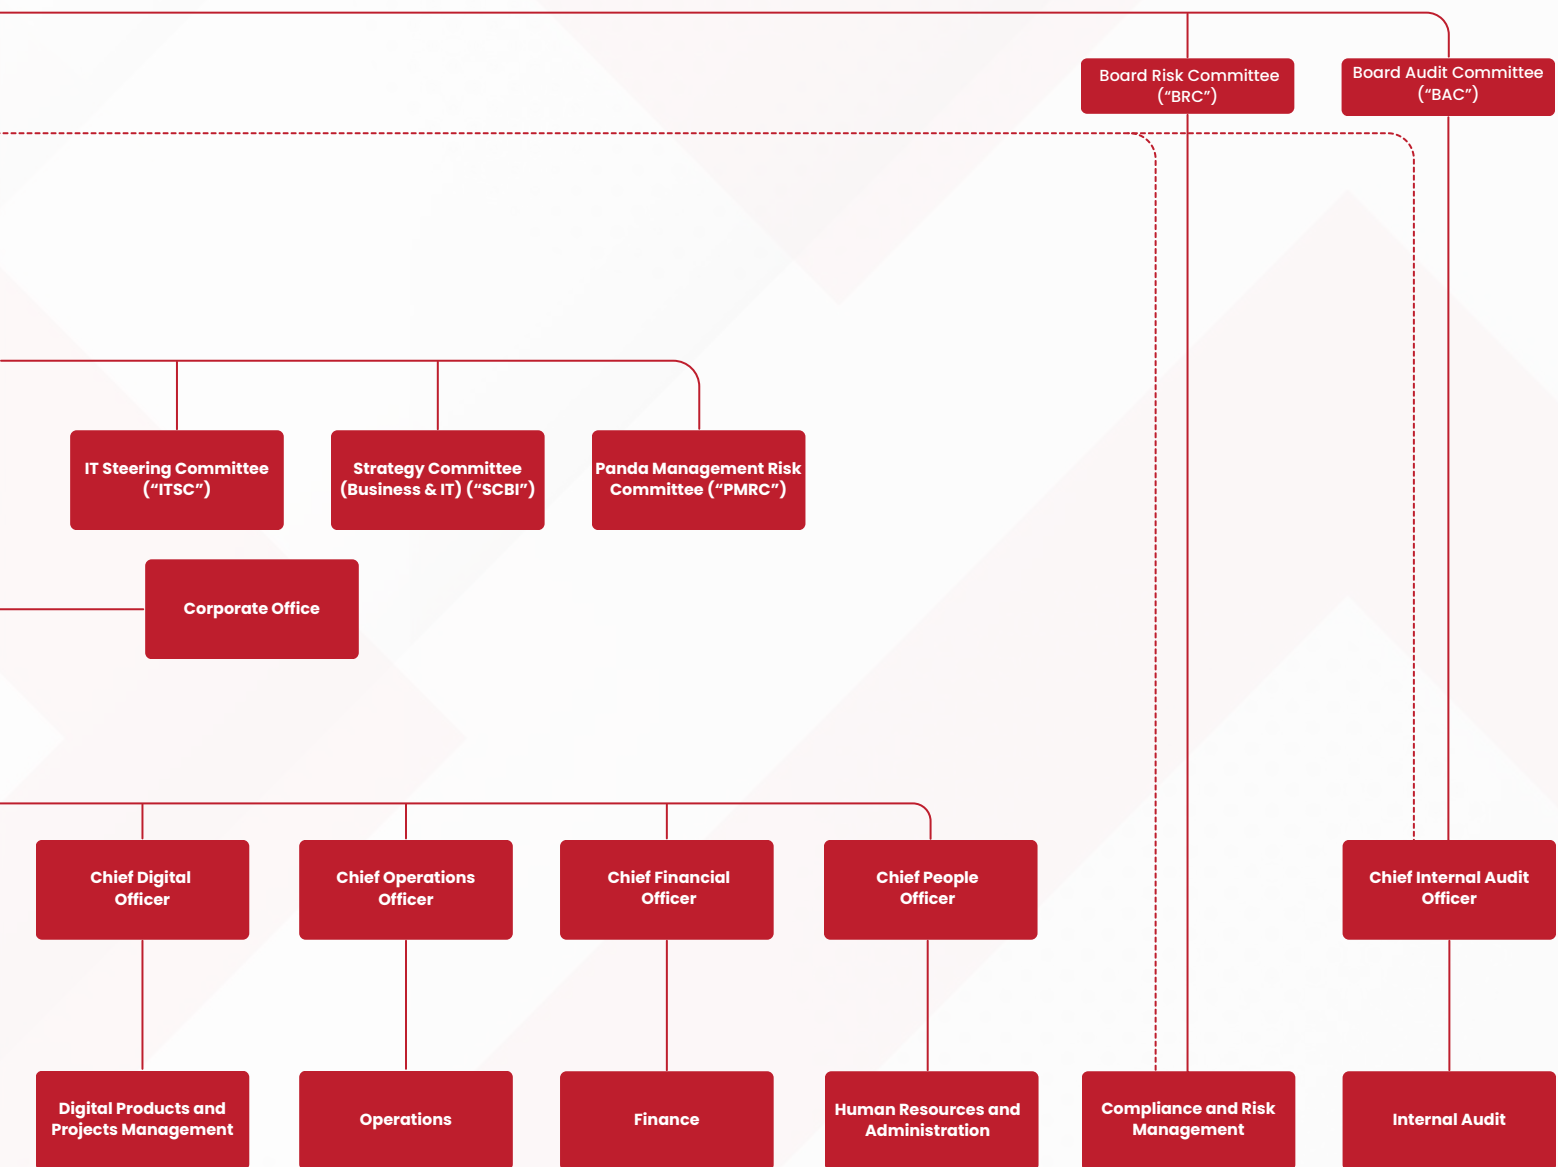 Board Risk Committee
(“BRC”)
Board Audit Committee
(“BAC”)
IT Steering Committee
(“ITSC”)
Strategy Committee
(Business & IT) (“SCBI”)
Panda Management Risk
Committee (“PMRC”)
Corporate Office
Chief Digital
Officer
Chief Operations
Officer
Chief Financial
Officer
Chief People
Officer
Chief Internal Audit
Officer
Digital Products and
Projects Management
Operations
Finance
Human Resources and
Administration
Compliance and Risk
Management
Internal Audit